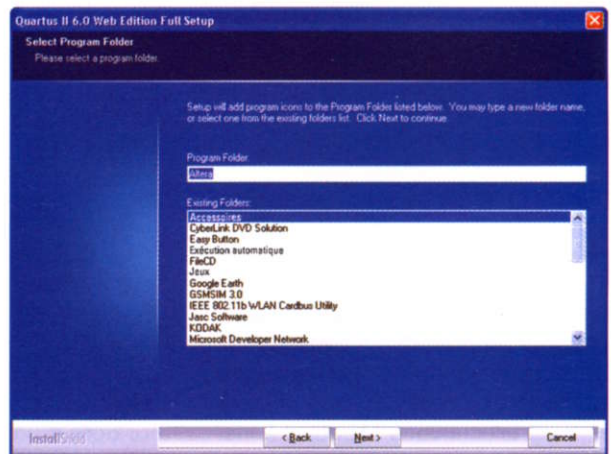 Quartus II 6.0 Web Edition Full Setup
Select Program Folder
Please select a program folder.
Setup will add program icons to the Program Folder listed below. You may type a new folder name,
or select one from the existing folders list. Click Next to continue.
Program Folder:
Altera
Existing Folders:
Accessoires
CyberLink DVD Solution
Easy Button
Exécution automatique
FileCD
Jeux
Google Earth
GSMSIM 3.0
IEEE 802.11b WLAN Cardbus Utility
Jasc Software
KODAK
Microsoft Developer Network
InstallShield
< Back
Next >
Cancel